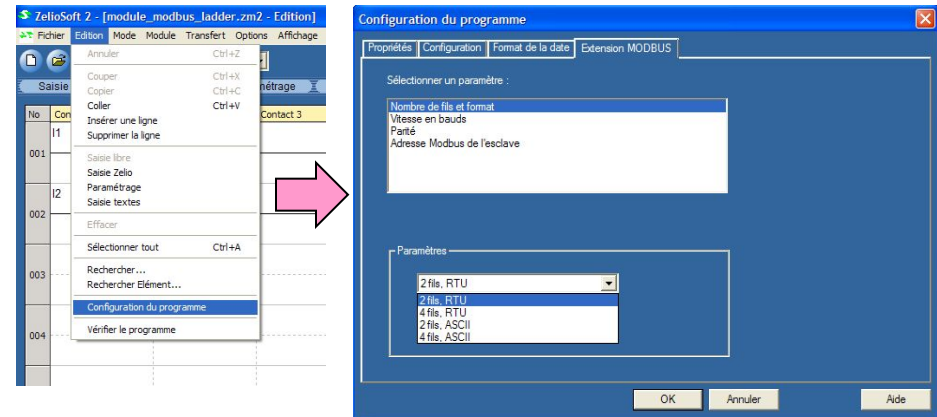 ZelioSoft 2 - [module_modbus_ladder.zm2 - Edition]
Fichier Edition Mode Module Transfert Options Affichage
Annuler Ctrl+Z
Couper Ctrl+X
Copier Ctrl+C
Coller Ctrl+V
Insérer une ligne
Supprimer la ligne
Saisie libre
Saisie Zelio
Paramétrage
Saisie textes
Effacer
Sélectionner tout Ctrl+A
Rechercher...
Rechercher Elément...
Configuration du programme
Vérifier le programme
Saisie
métrage
No Con Contact 3
I1
001
I2
002
003
004
Configuration du programme
Propriétés Configuration Format de la date Extension MODBUS
Sélectionner un paramètre :
Nombre de fils et format
Vitesse en bauds
Parité
Adresse Modbus de l'esclave
Paramètres
2 fils, RTU
2 fils, RTU
4 fils, RTU
2 fils, ASCII
4 fils, ASCII
OK Annuler Aide